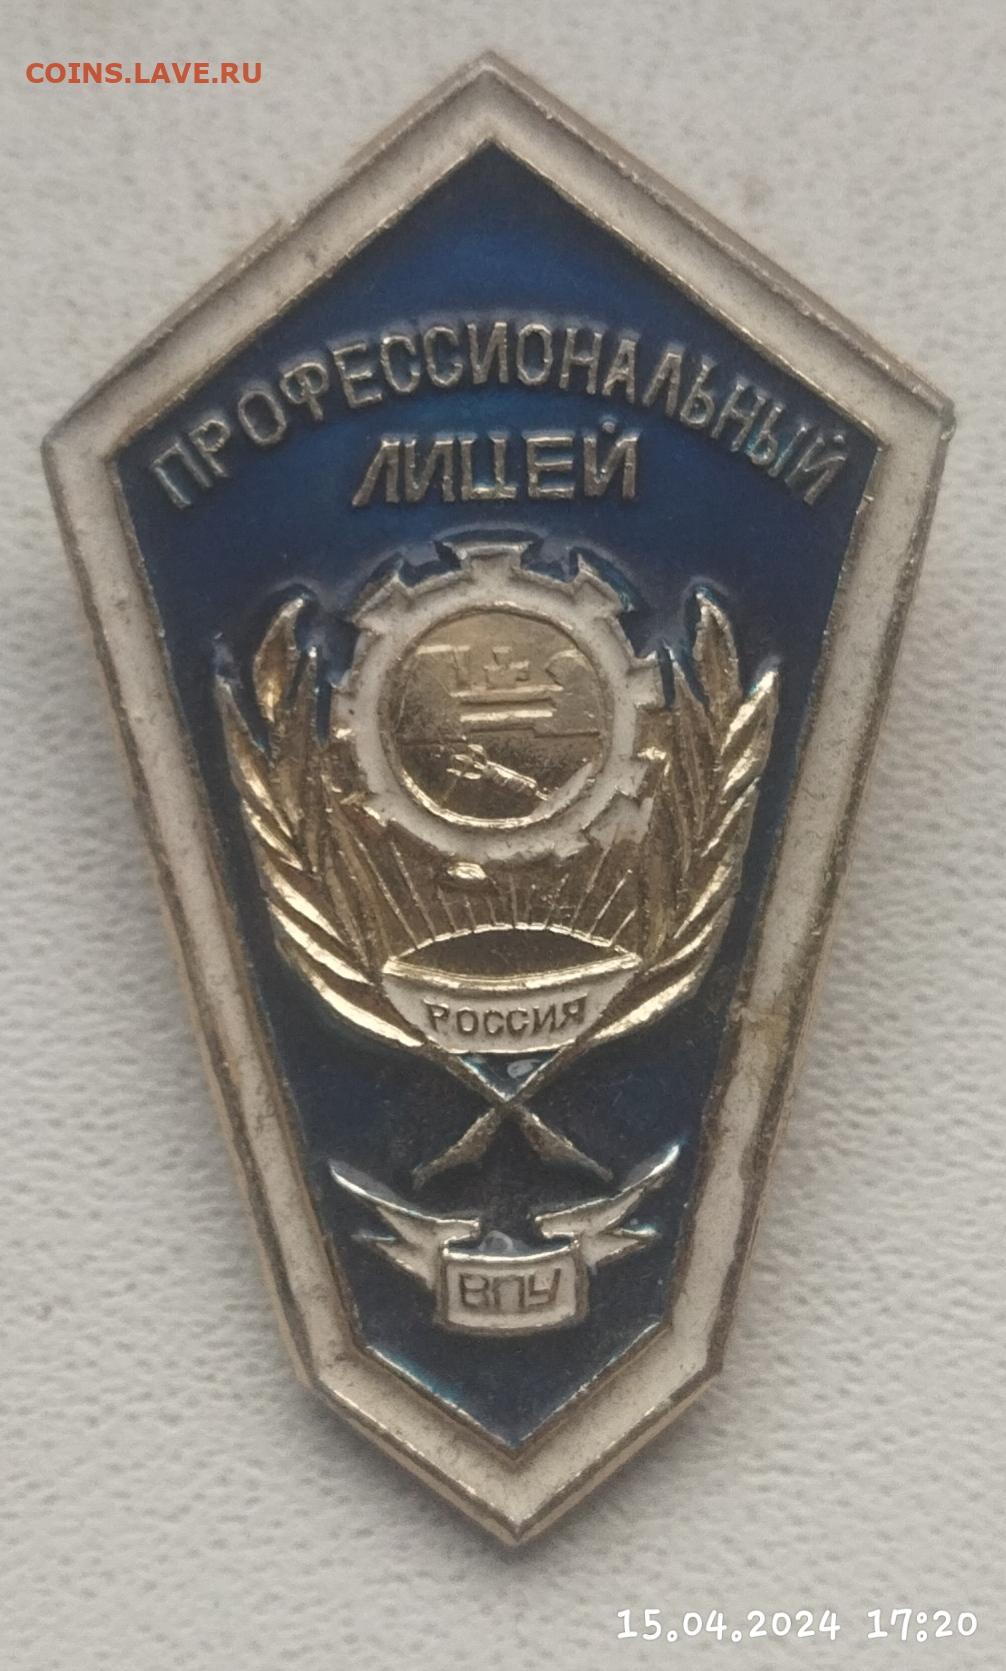 COINS.LAVE.RU
ПРОФЕССИОНАЛЬНЫЙ
ЛИЦЕЙ
РОССИЯ
ВПУ
15.04.2024 17:20